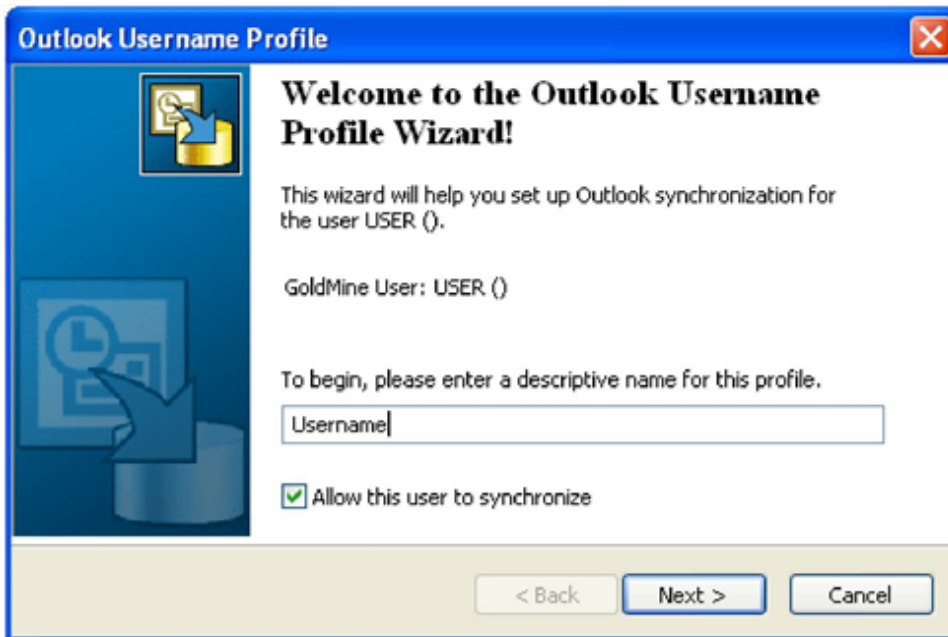 Outlook Username Profile
Welcome to the Outlook Username
Profile Wizard!
This wizard will help you set up Outlook synchronization for
the user USER ().
GoldMine User: USER ()
To begin, please enter a descriptive name for this profile.
Username
Allow this user to synchronize
< Back
Next >
Cancel